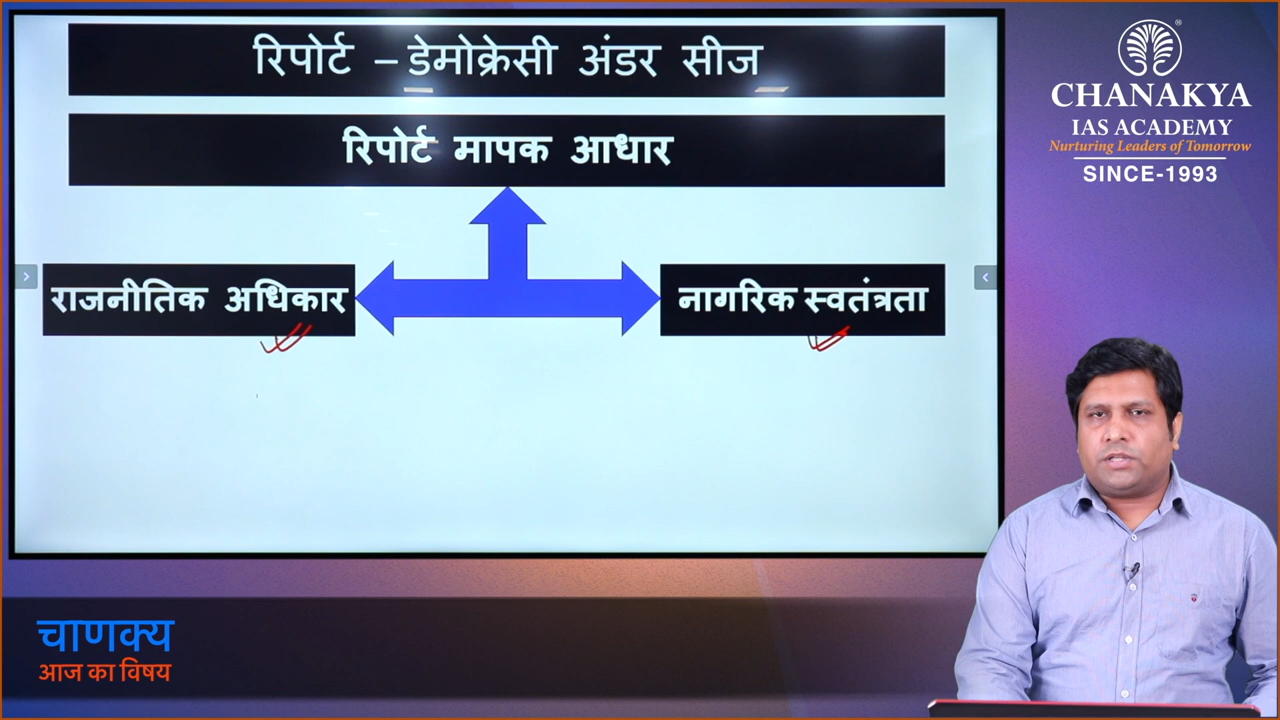 रिपोर्ट – डेमोक्रेसी अंडर सीज
रिपोर्ट मापक आधार
राजनीतिक अधिकार
नागरिक स्वतंत्रता
CHANAKYA
IAS ACADEMY
Nurturing Leaders of Tomorrow
SINCE-1993
चाणक्य
आज का विषय